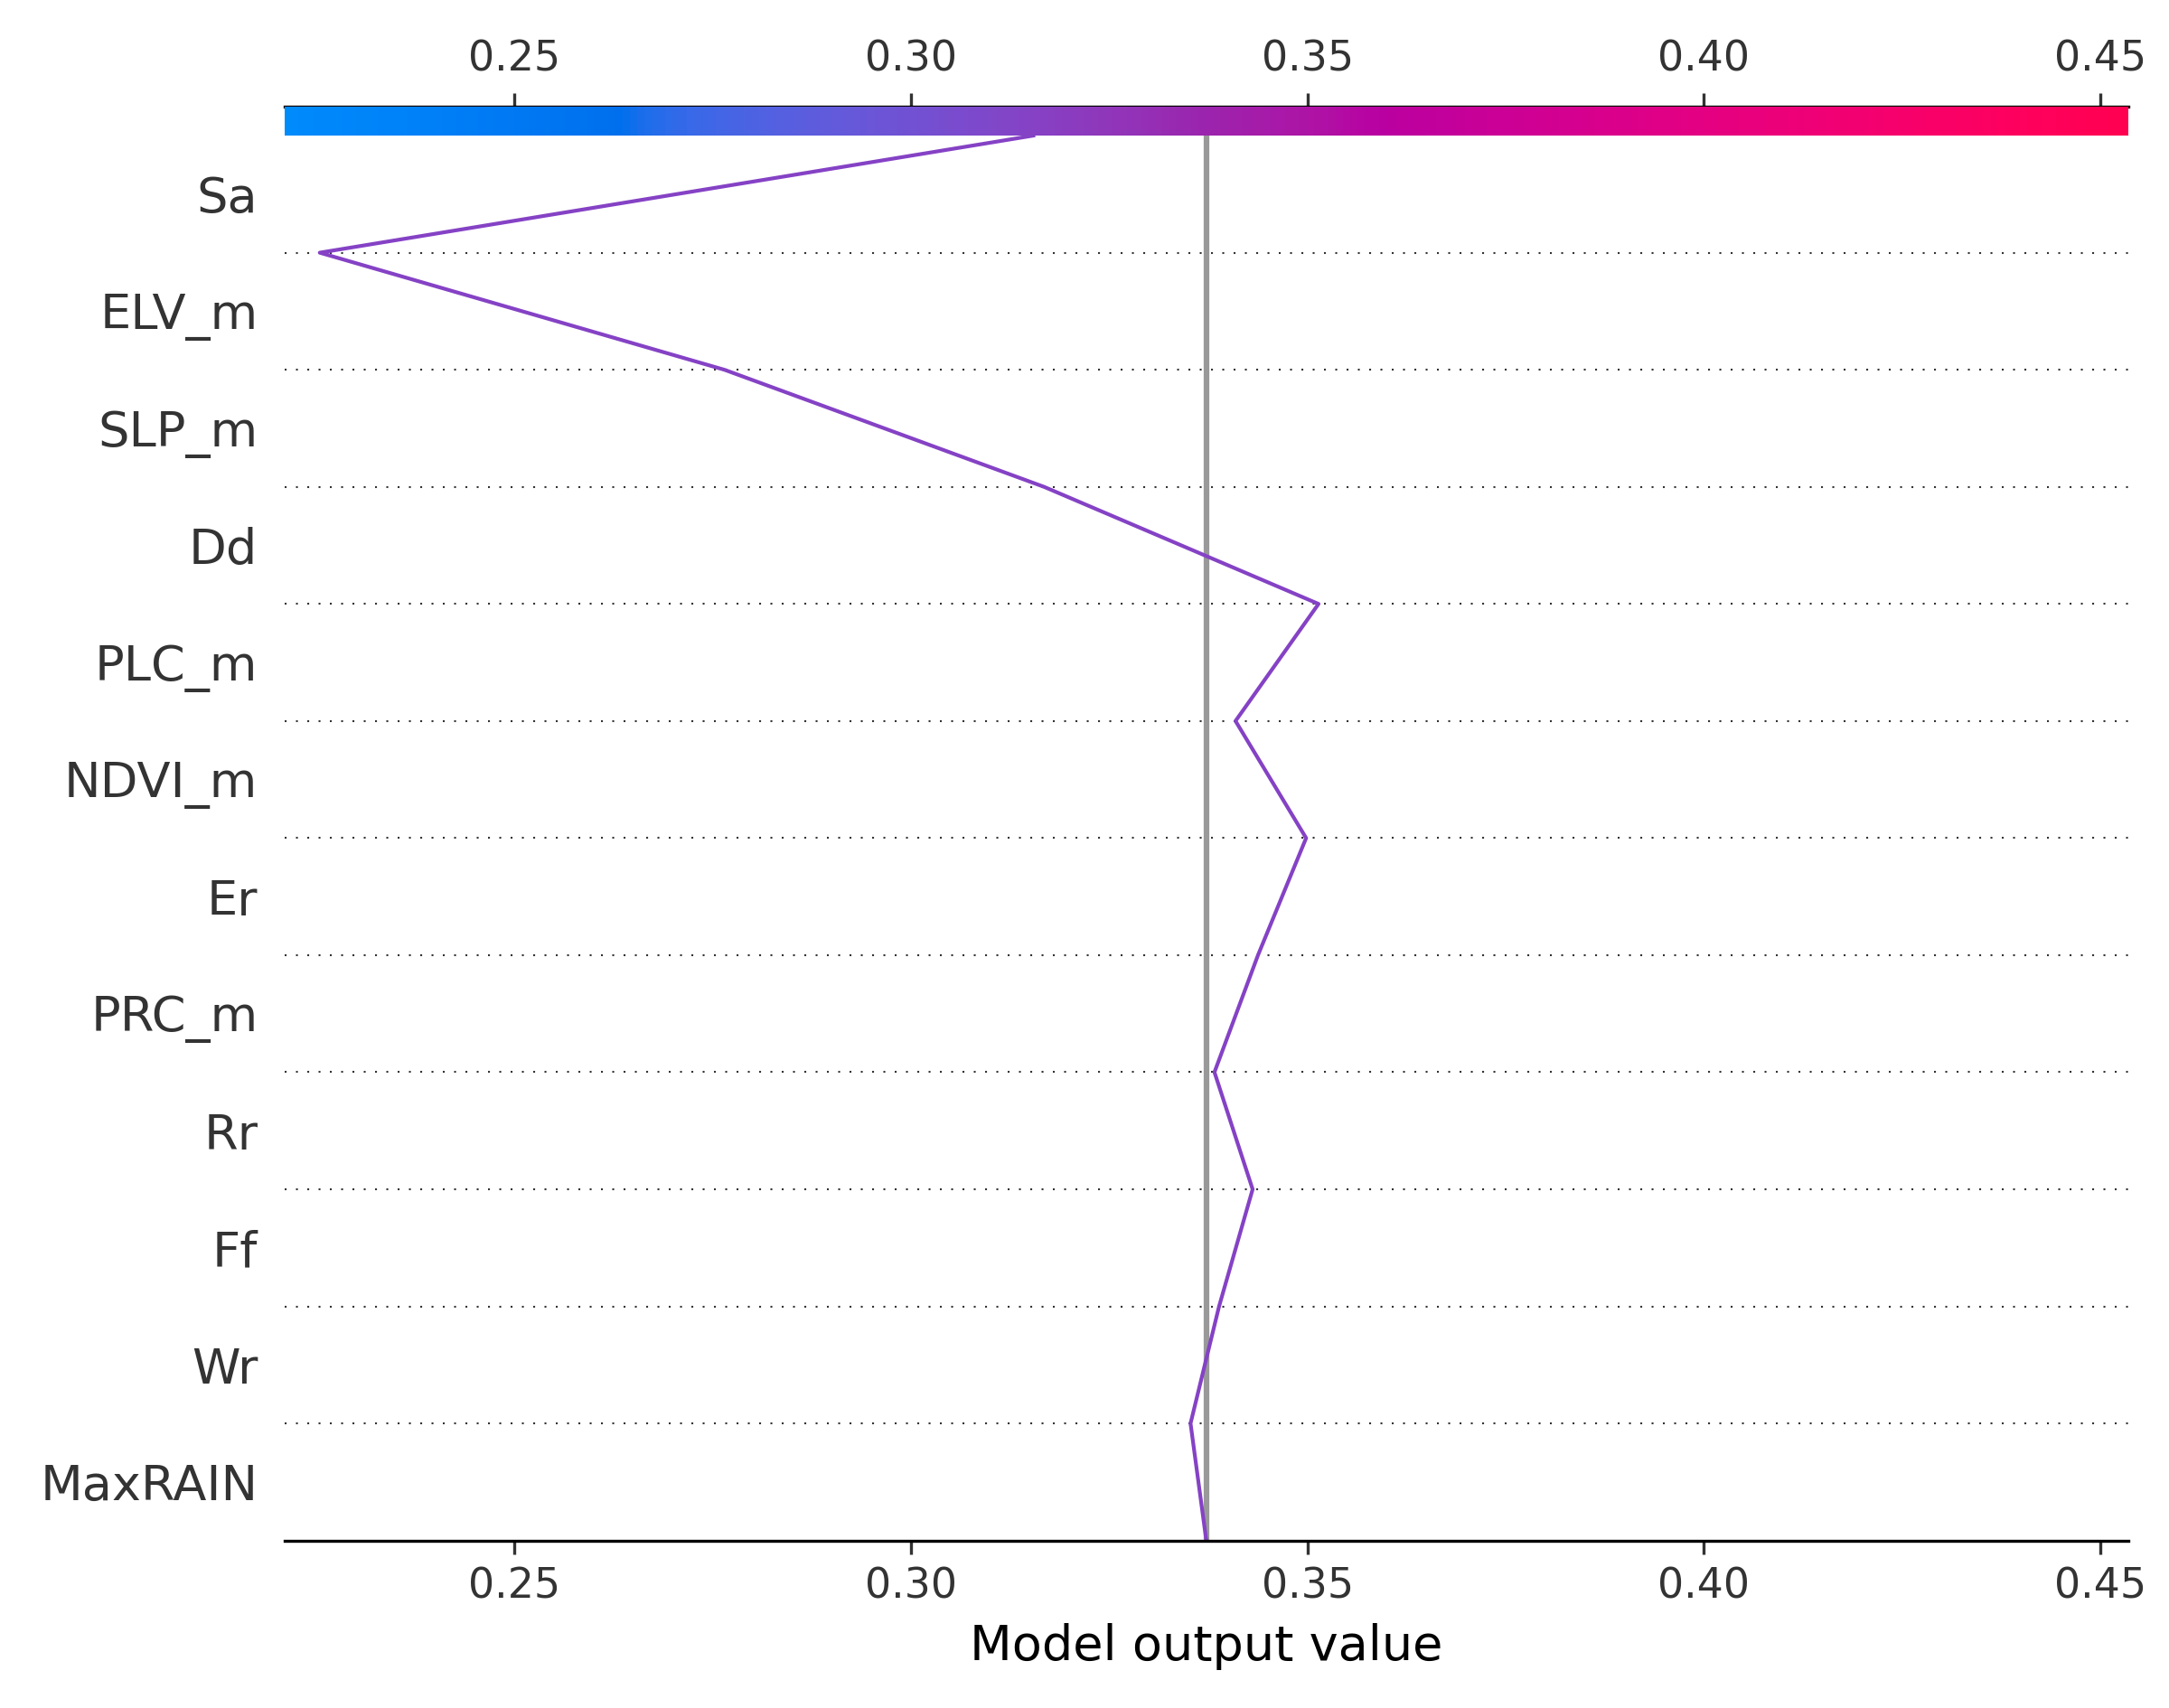 0.25 0.30 0.35 0.40 0.45
Sa
ELV_m
SLP_m
Dd
PLC_m
NDVI_m
Er
PRC_m
Rr
Ff
Wr
MaxRAIN
0.25 0.30 0.35 0.40 0.45
Model output value